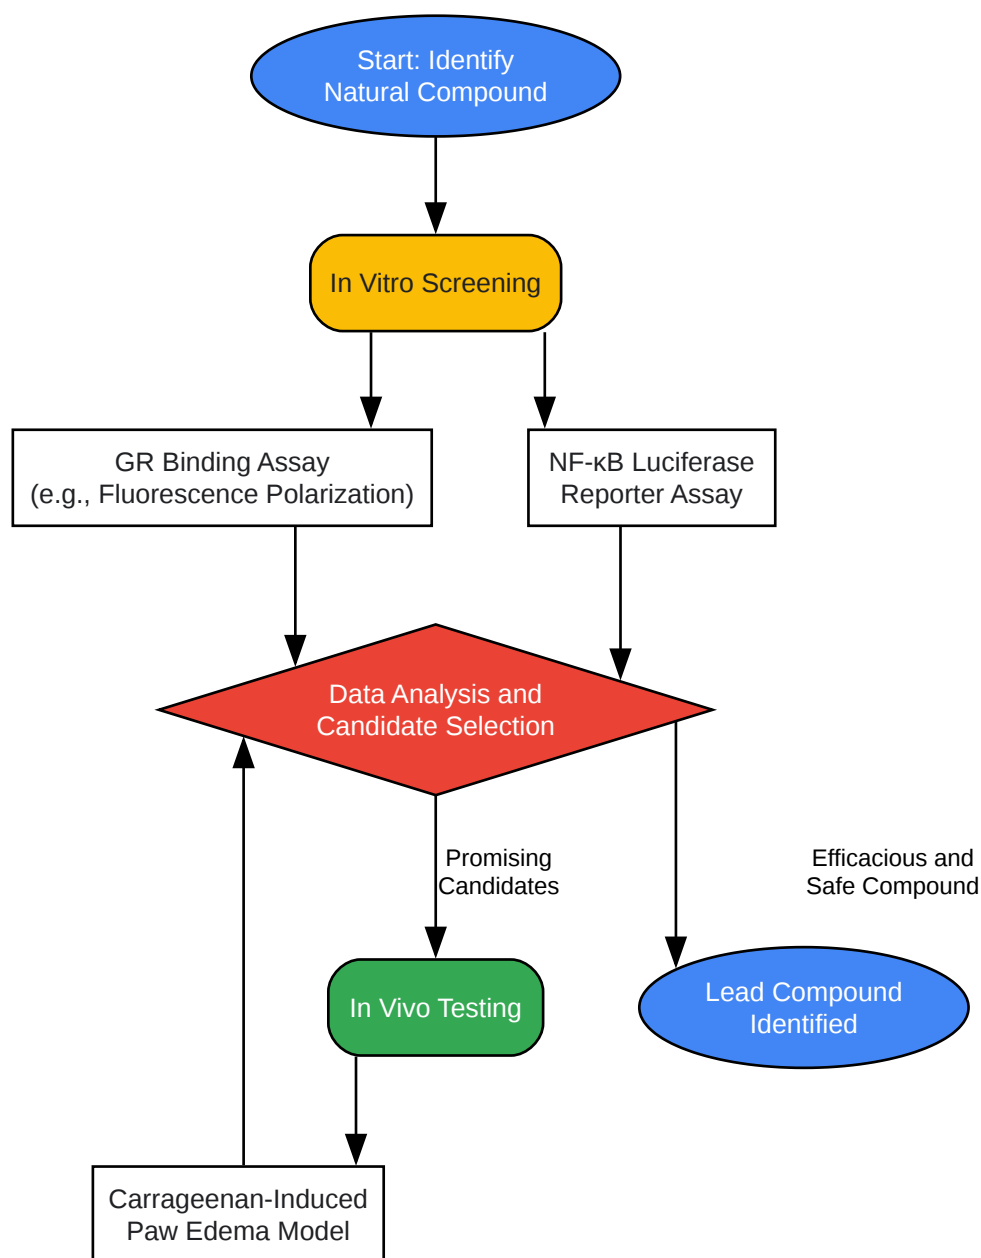 Start: Identify
Natural Compound
In Vitro Screening
GR Binding Assay
(e.g., Fluorescence Polarization)
NF-κB Luciferase
Reporter Assay
Data Analysis and
Candidate Selection
Promising
Candidates
Efficacious and
Safe Compound
In Vivo Testing
Lead Compound
Identified
Carrageenan-Induced
Paw Edema Model